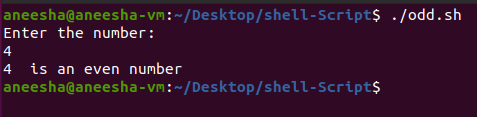 aneesha@aneesha-vm:~/Desktop/shell-Script$ ./odd.sh
Enter the number:
4
4  is an even number
aneesha@aneesha-vm:~/Desktop/shell-Script$